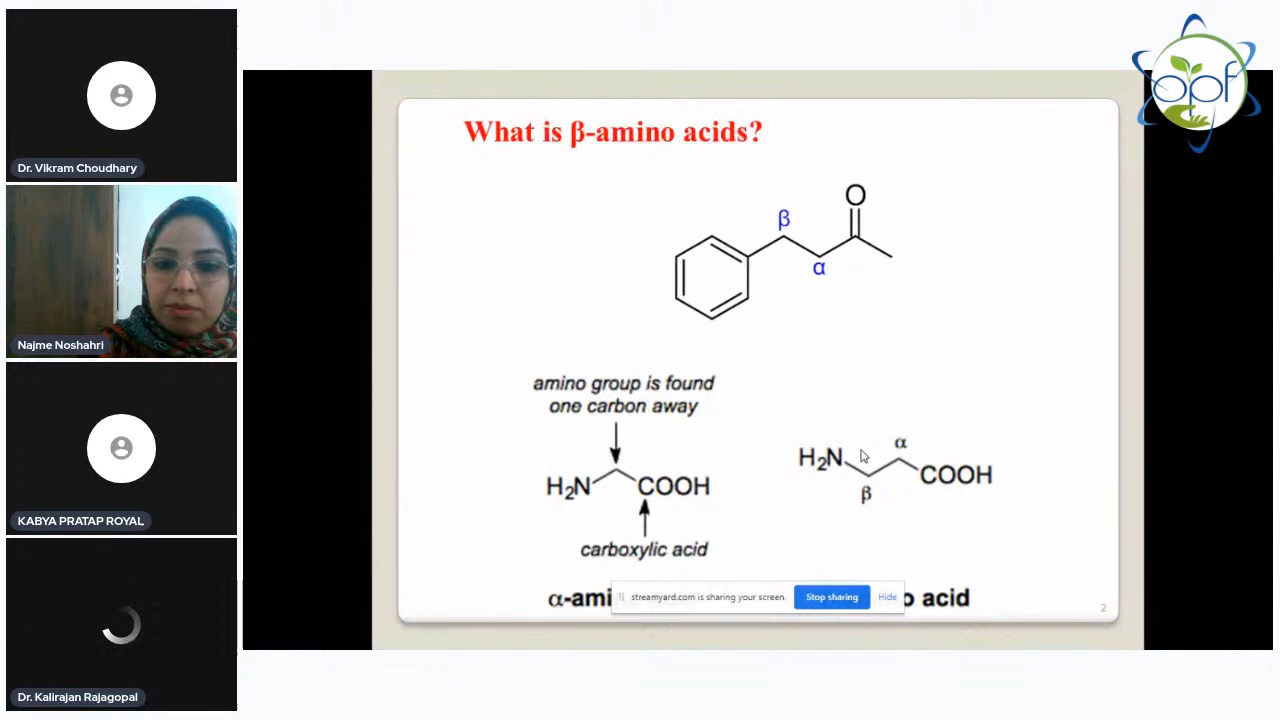 Dr. Vikram Choudhary
Najme Noshahri
KABYA PRATAP ROYAL
Dr. Kalirajan Rajagopal
opf
What is β-amino acids?
O
β
α
amino group is found
one carbon away
H₂N COOH
carboxylic acid
α
H₂N COOH
β
streamyard.com is sharing your screen. Stop sharing Hide
acid
2